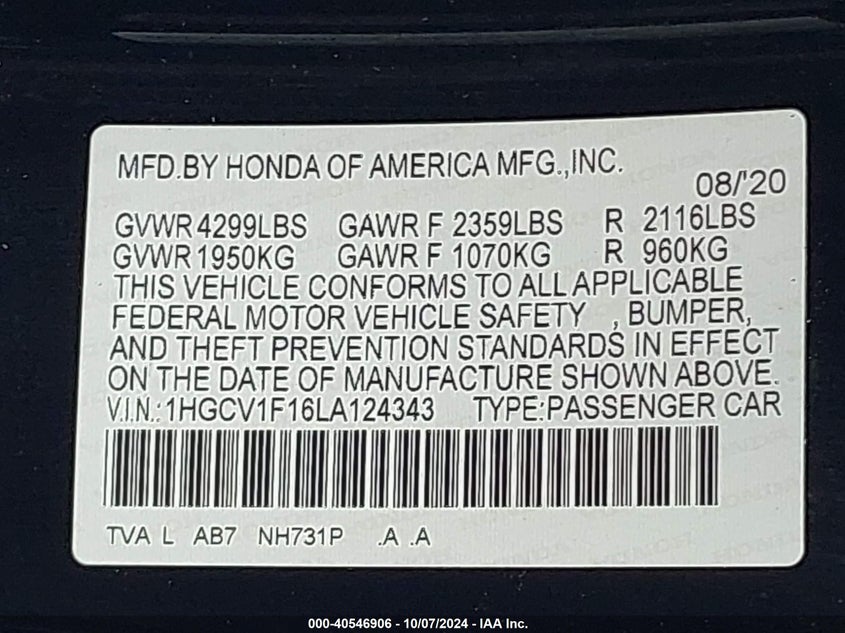 MFD.BY HONDA OF AMERICA MFG.,INC.
08/'20
GVWR 4299LBS GAWR F 2359LBS R 2116LBS
GVWR 1950KG GAWR F 1070KG R 960KG
THIS VEHICLE CONFORMS TO ALL APPLICABLE
FEDERAL MOTOR VEHICLE SAFETY , BUMPER,
AND THEFT PREVENTION STANDARDS IN EFFECT
ON THE DATE OF MANUFACTURE SHOWN ABOVE.
V.I.N.:1HGCV1F16LA124343 TYPE:PASSENGER CAR
TVA L AB7 NH731P .A .A
000-40546906 - 10/07/2024 - IAA Inc.